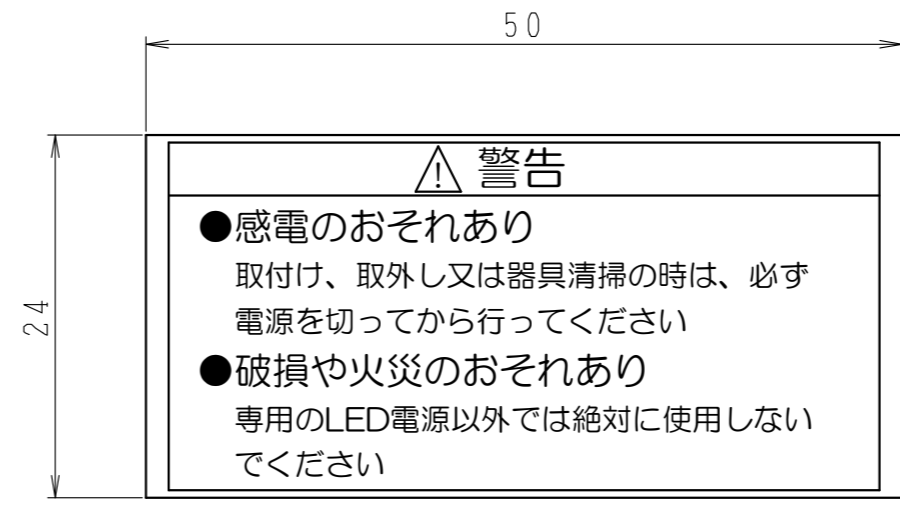 50
24
⚠ 警告
●感電のおそれあり
取付け、取外し又は器具清掃の時は、必ず
電源を切ってから行ってください
●破損や火災のおそれあり
専用のLED電源以外では絶対に使用しない
でください